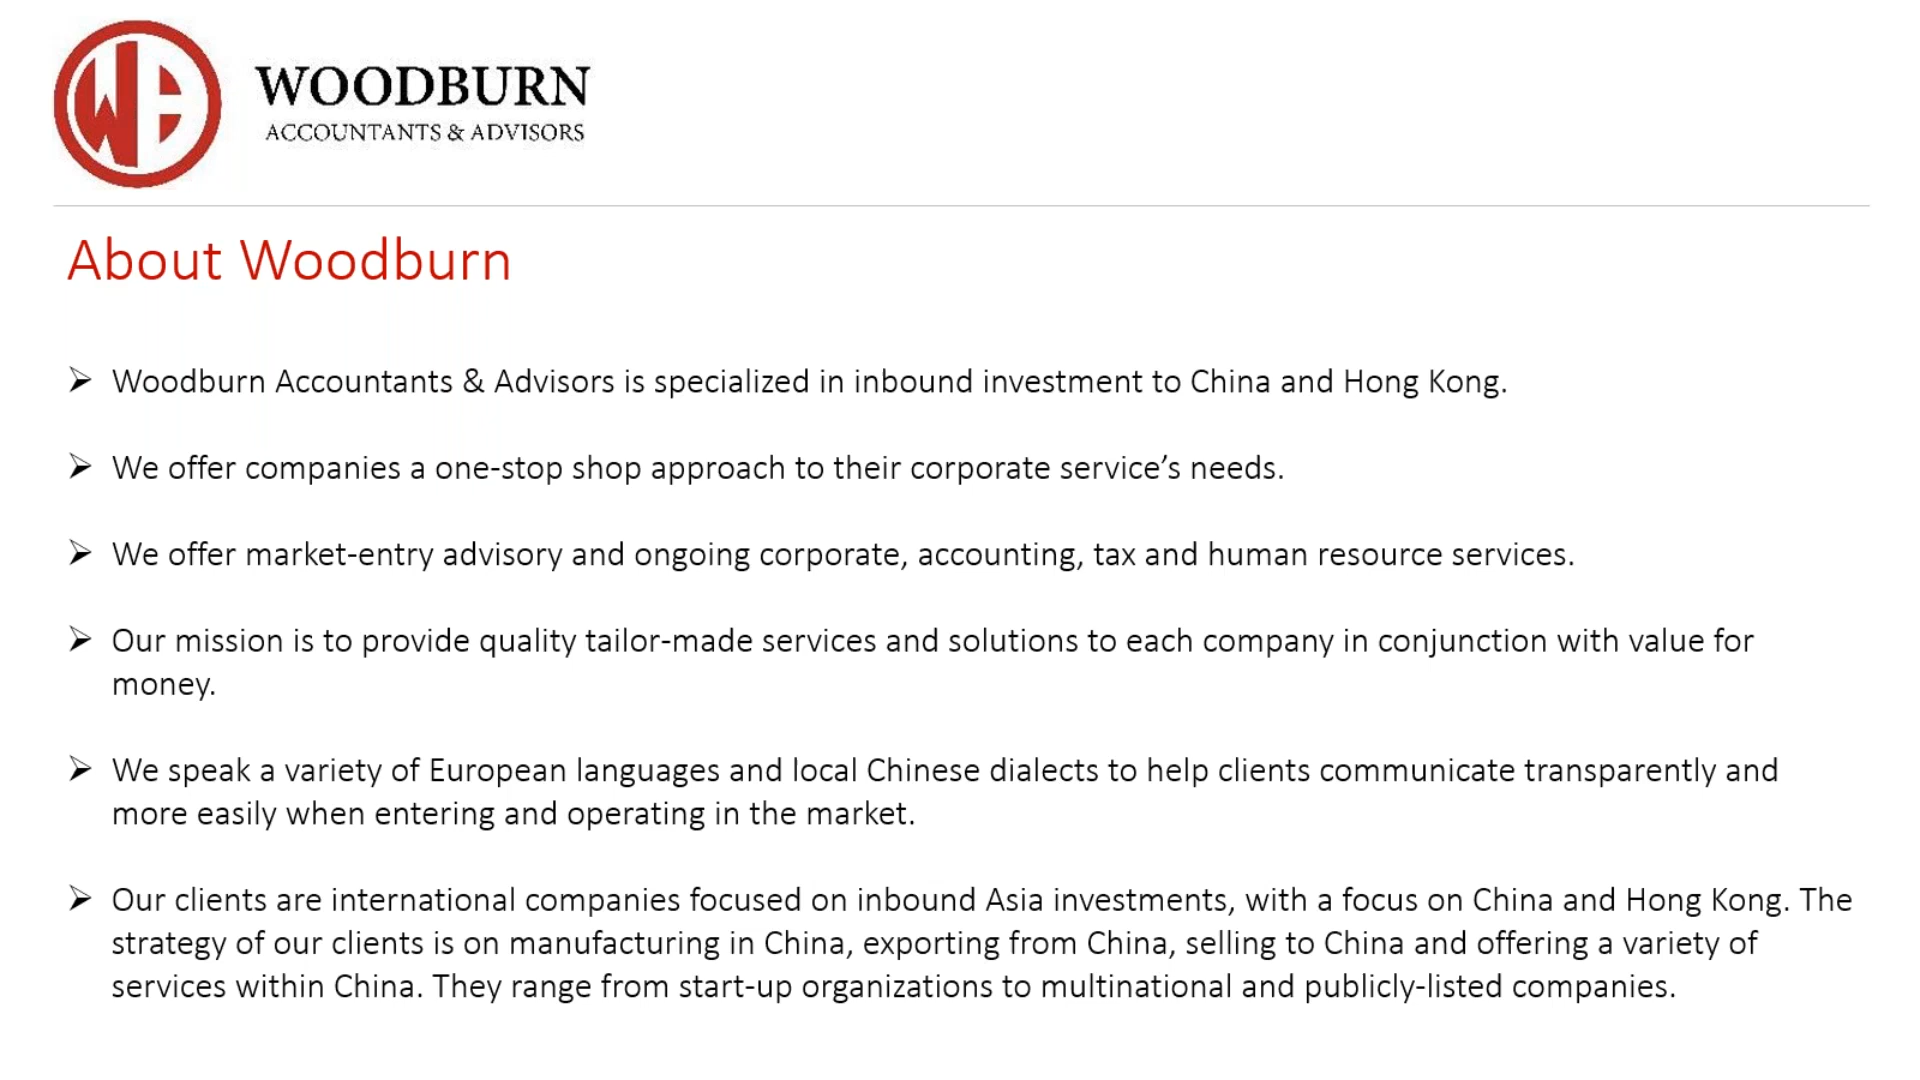 WOODBURN
ACCOUNTANTS & ADVISORS
About Woodburn
➢ Woodburn Accountants & Advisors is specialized in inbound investment to China and Hong Kong.
➢ We offer companies a one-stop shop approach to their corporate service’s needs.
➢ We offer market-entry advisory and ongoing corporate, accounting, tax and human resource services.
➢ Our mission is to provide quality tailor-made services and solutions to each company in conjunction with value for
money.
➢ We speak a variety of European languages and local Chinese dialects to help clients communicate transparently and
more easily when entering and operating in the market.
➢ Our clients are international companies focused on inbound Asia investments, with a focus on China and Hong Kong. The
strategy of our clients is on manufacturing in China, exporting from China, selling to China and offering a variety of
services within China. They range from start-up organizations to multinational and publicly-listed companies.